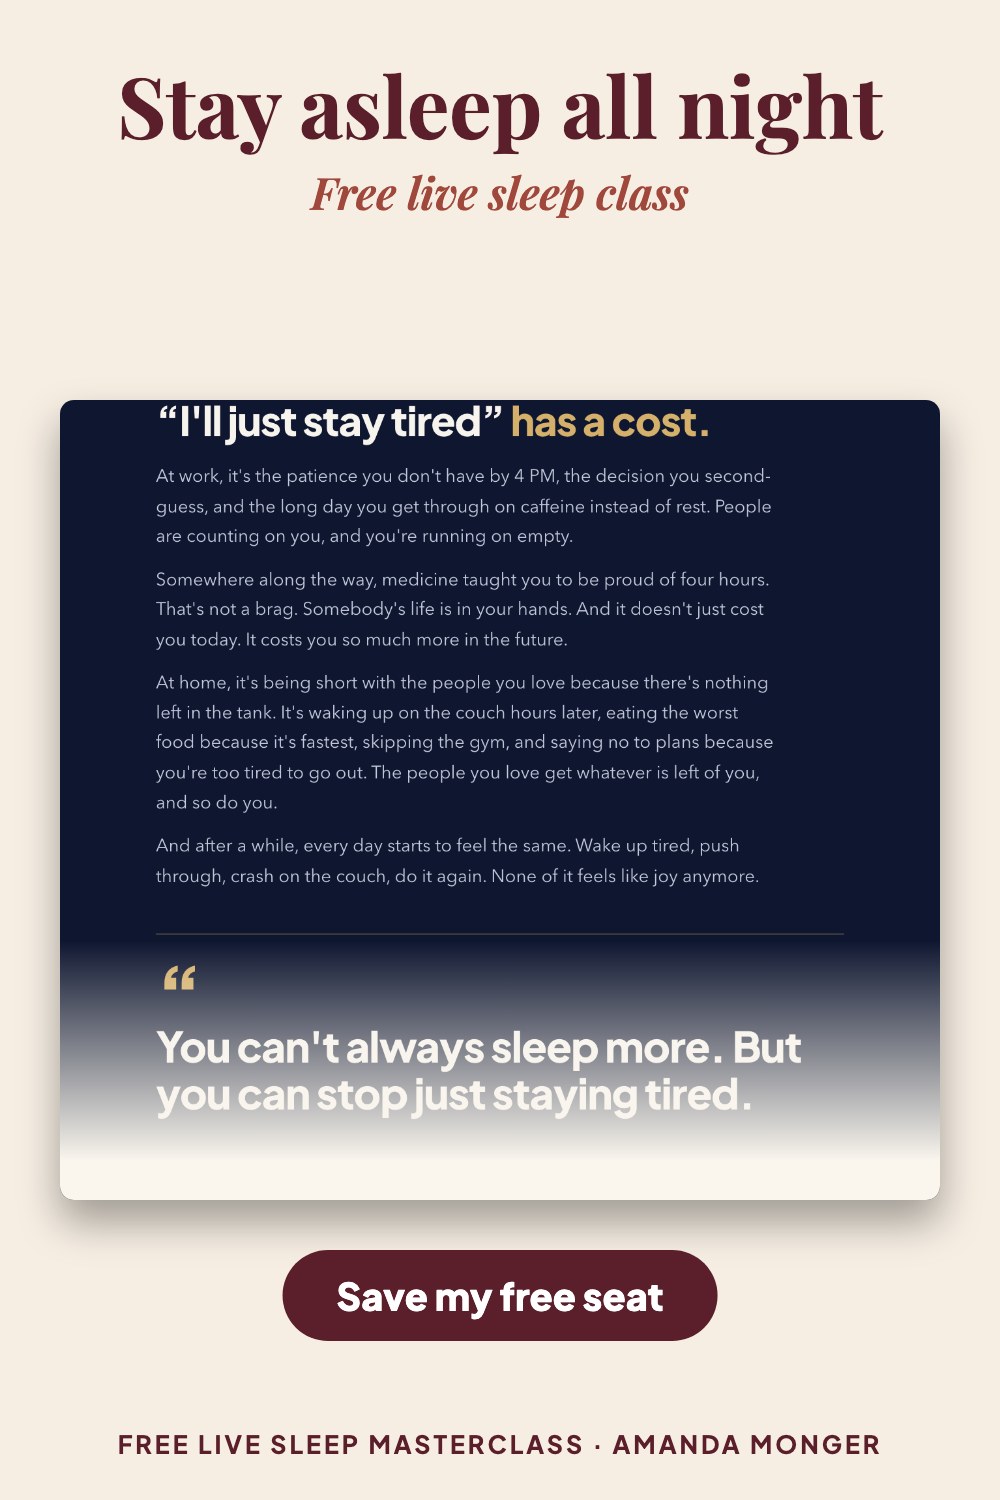 Stay asleep all night
Free live sleep class
“I'll just stay tired” has a cost.
At work, it's the patience you don't have by 4 PM, the decision you second-
guess, and the long day you get through on caffeine instead of rest. People
are counting on you, and you're running on empty.
Somewhere along the way, medicine taught you to be proud of four hours.
That's not a brag. Somebody's life is in your hands. And it doesn't just cost
you today. It costs you so much more in the future.
At home, it's being short with the people you love because there's nothing
left in the tank. It's waking up on the couch hours later, eating the worst
food because it's fastest, skipping the gym, and saying no to plans because
you're too tired to go out. The people you love get whatever is left of you,
and so do you.
And after a while, every day starts to feel the same. Wake up tired, push
through, crash on the couch, do it again. None of it feels like joy anymore.
“
You can't always sleep more. But
you can stop just staying tired.
Save my free seat
FREE LIVE SLEEP MASTERCLASS · AMANDA MONGER